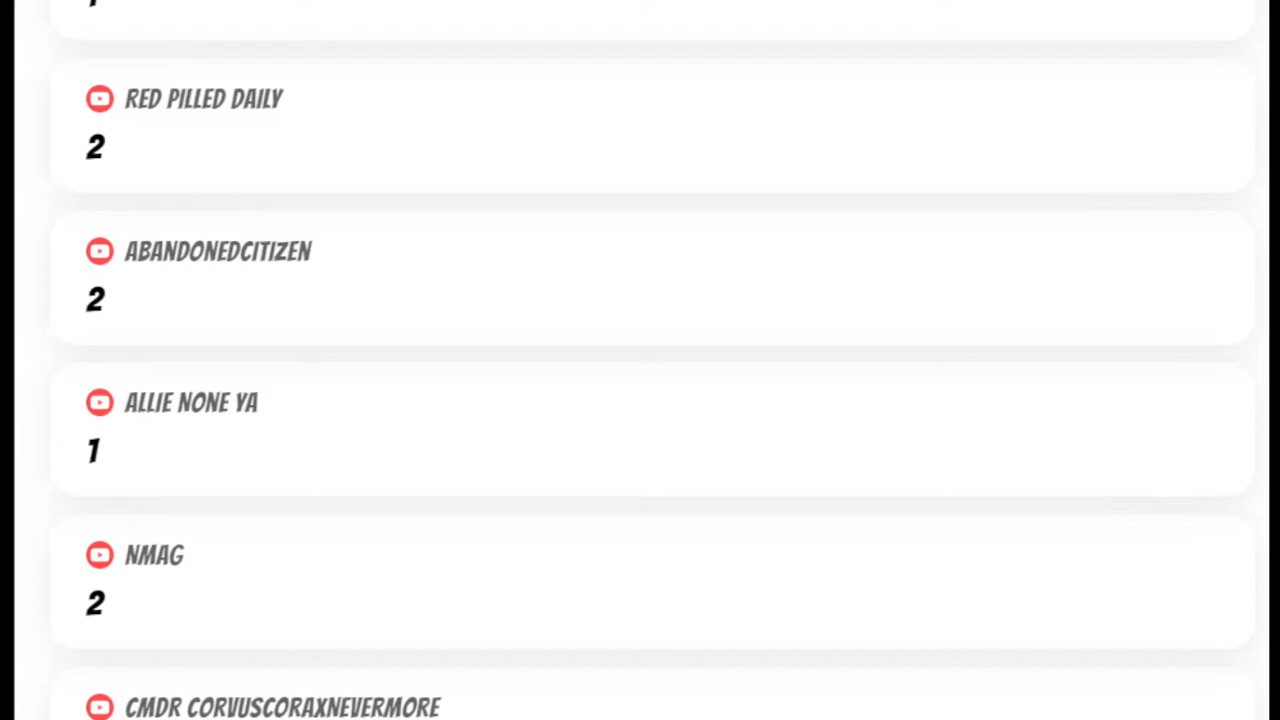 RED PILLED DAILY
2
ABANDONEDCITIZEN
2
ALLIE NONE YA
1
NMAG
2
CMDR CORVUSCORAXNEVERMORE